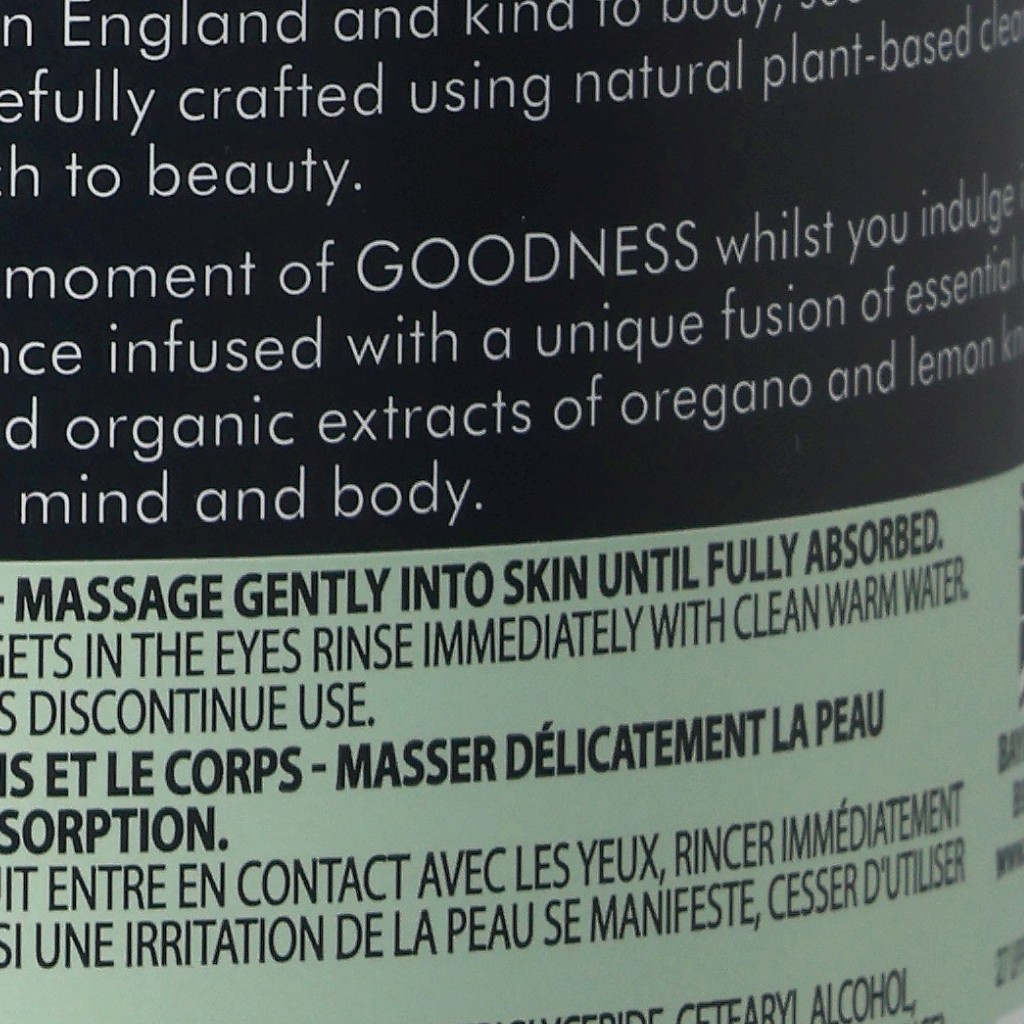 England and kind to body,
crafted using natural plant-based
to beauty.
moment of GOODNESS whilst you indulge
infused with a unique fusion of essential
organic extracts of oregano and lemon
mind and body.
- MASSAGE GENTLY INTO SKIN UNTIL FULLY ABSORBED.
GETS IN THE EYES RINSE IMMEDIATELY WITH CLEAN WARM WATER.
DISCONTINUE USE.
ET LE CORPS - MASSER DÉLICATEMENT LA PEAU
SORPTION.
ENTRE EN CONTACT AVEC LES YEUX, RINCER IMMÉDIATEMENT
SI UNE IRRITATION DE LA PEAU SE MANIFESTE, CESSER D'UTILISER
CETEARYL ALCOHOL,